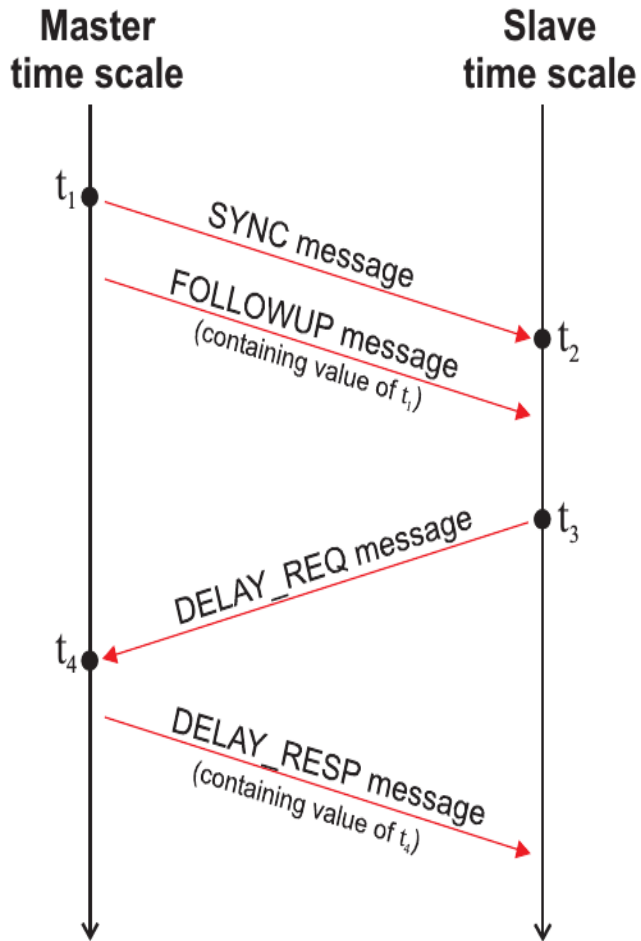 Master
time scale
Slave
time scale
t₁
SYNC message
FOLLOWUP message
(containing value of t₁)
t₂
t₃
DELAY_REQ message
t₄
DELAY_RESP message
(containing value of t₄)